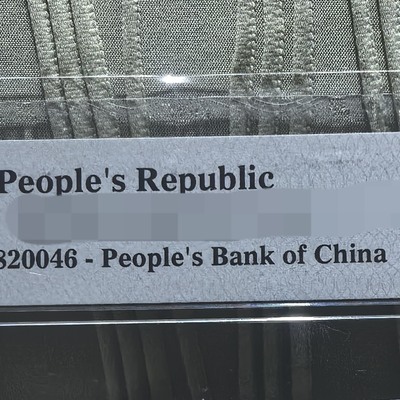 People's Republic
820046 - People's Bank of China